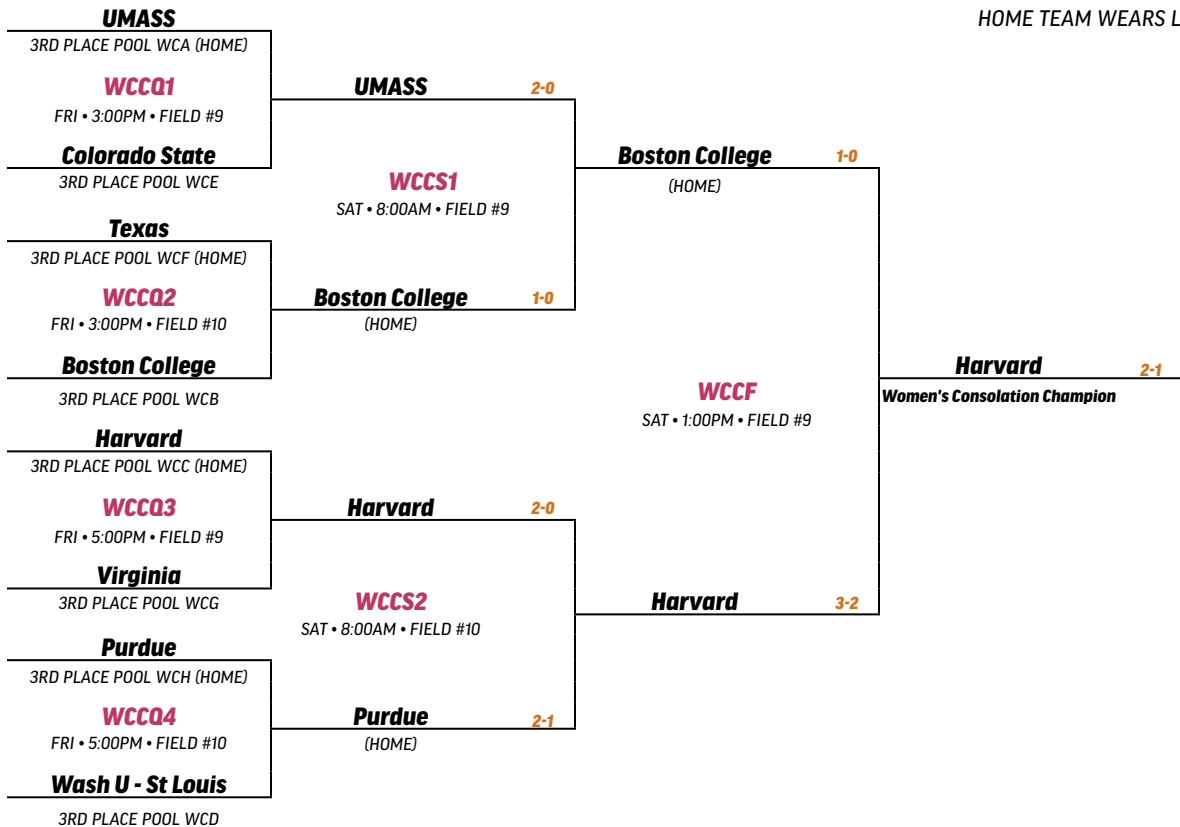 UMASS
HOME TEAM WEARS L
3RD PLACE POOL WCA (HOME)
WCCQ1
FRI • 3:00PM • FIELD #9
UMASS 2-0
Colorado State
3RD PLACE POOL WCE
WCCS1
SAT • 8:00AM • FIELD #9
Boston College 1-0
(HOME)
Texas
3RD PLACE POOL WCF (HOME)
WCCQ2
FRI • 3:00PM • FIELD #10
Boston College 1-0
(HOME)
Boston College
3RD PLACE POOL WCB
WCCF
SAT • 1:00PM • FIELD #9
Harvard 2-1
Women's Consolation Champion
Harvard
3RD PLACE POOL WCC (HOME)
WCCQ3
FRI • 5:00PM • FIELD #9
Harvard 2-0
Virginia
3RD PLACE POOL WCG
WCCS2
SAT • 8:00AM • FIELD #10
Harvard 3-2
Purdue
3RD PLACE POOL WCH (HOME)
WCCQ4
FRI • 5:00PM • FIELD #10
Purdue 2-1
(HOME)
Wash U - St Louis
3RD PLACE POOL WCD